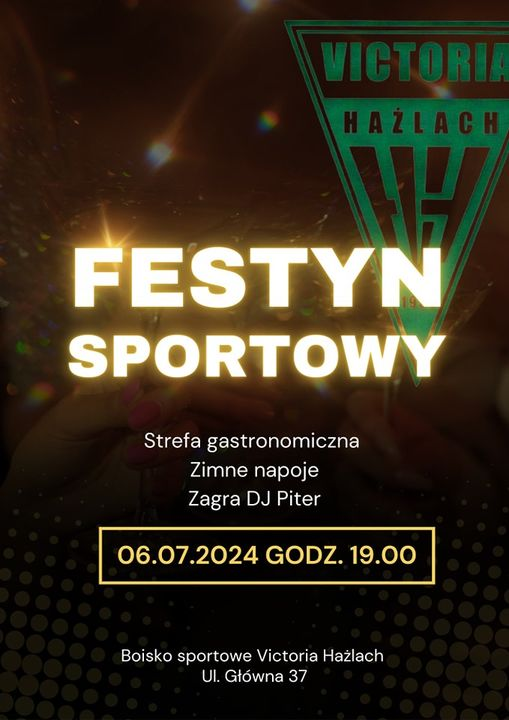 VICTORIA
HAŻLACH
FESTYN
SPORTOWY
Strefa gastronomiczna
Zimne napoje
Zagra DJ Piter
06.07.2024 GODZ. 19.00
Boisko sportowe Victoria Hażlach
Ul. Główna 37